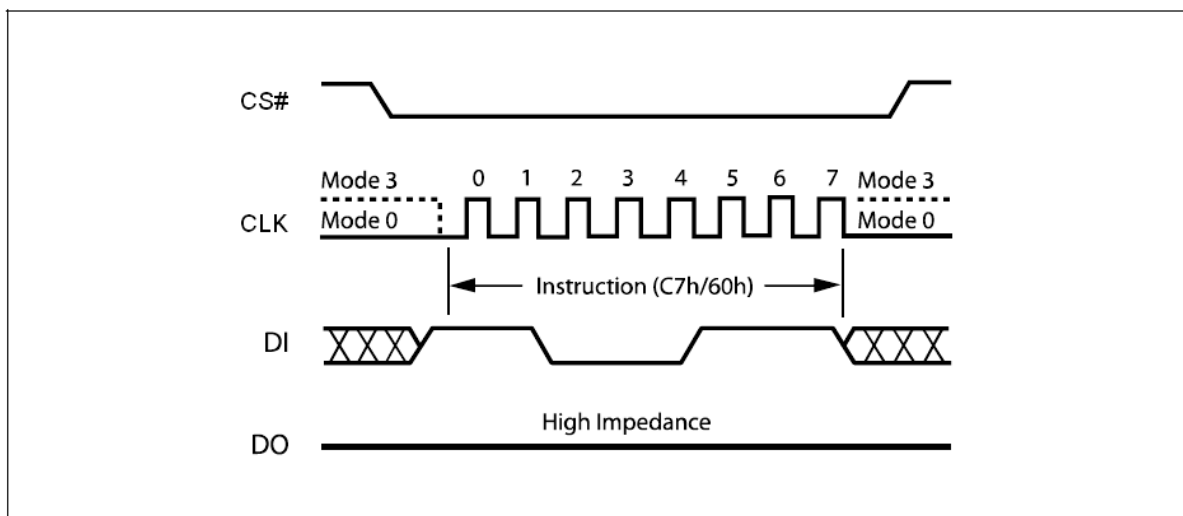 CS#
Mode 3 0 1 2 3 4 5 6 7 Mode 3
CLK Mode 0 Mode 0
Instruction (C7h/60h)
DI
High Impedance
DO